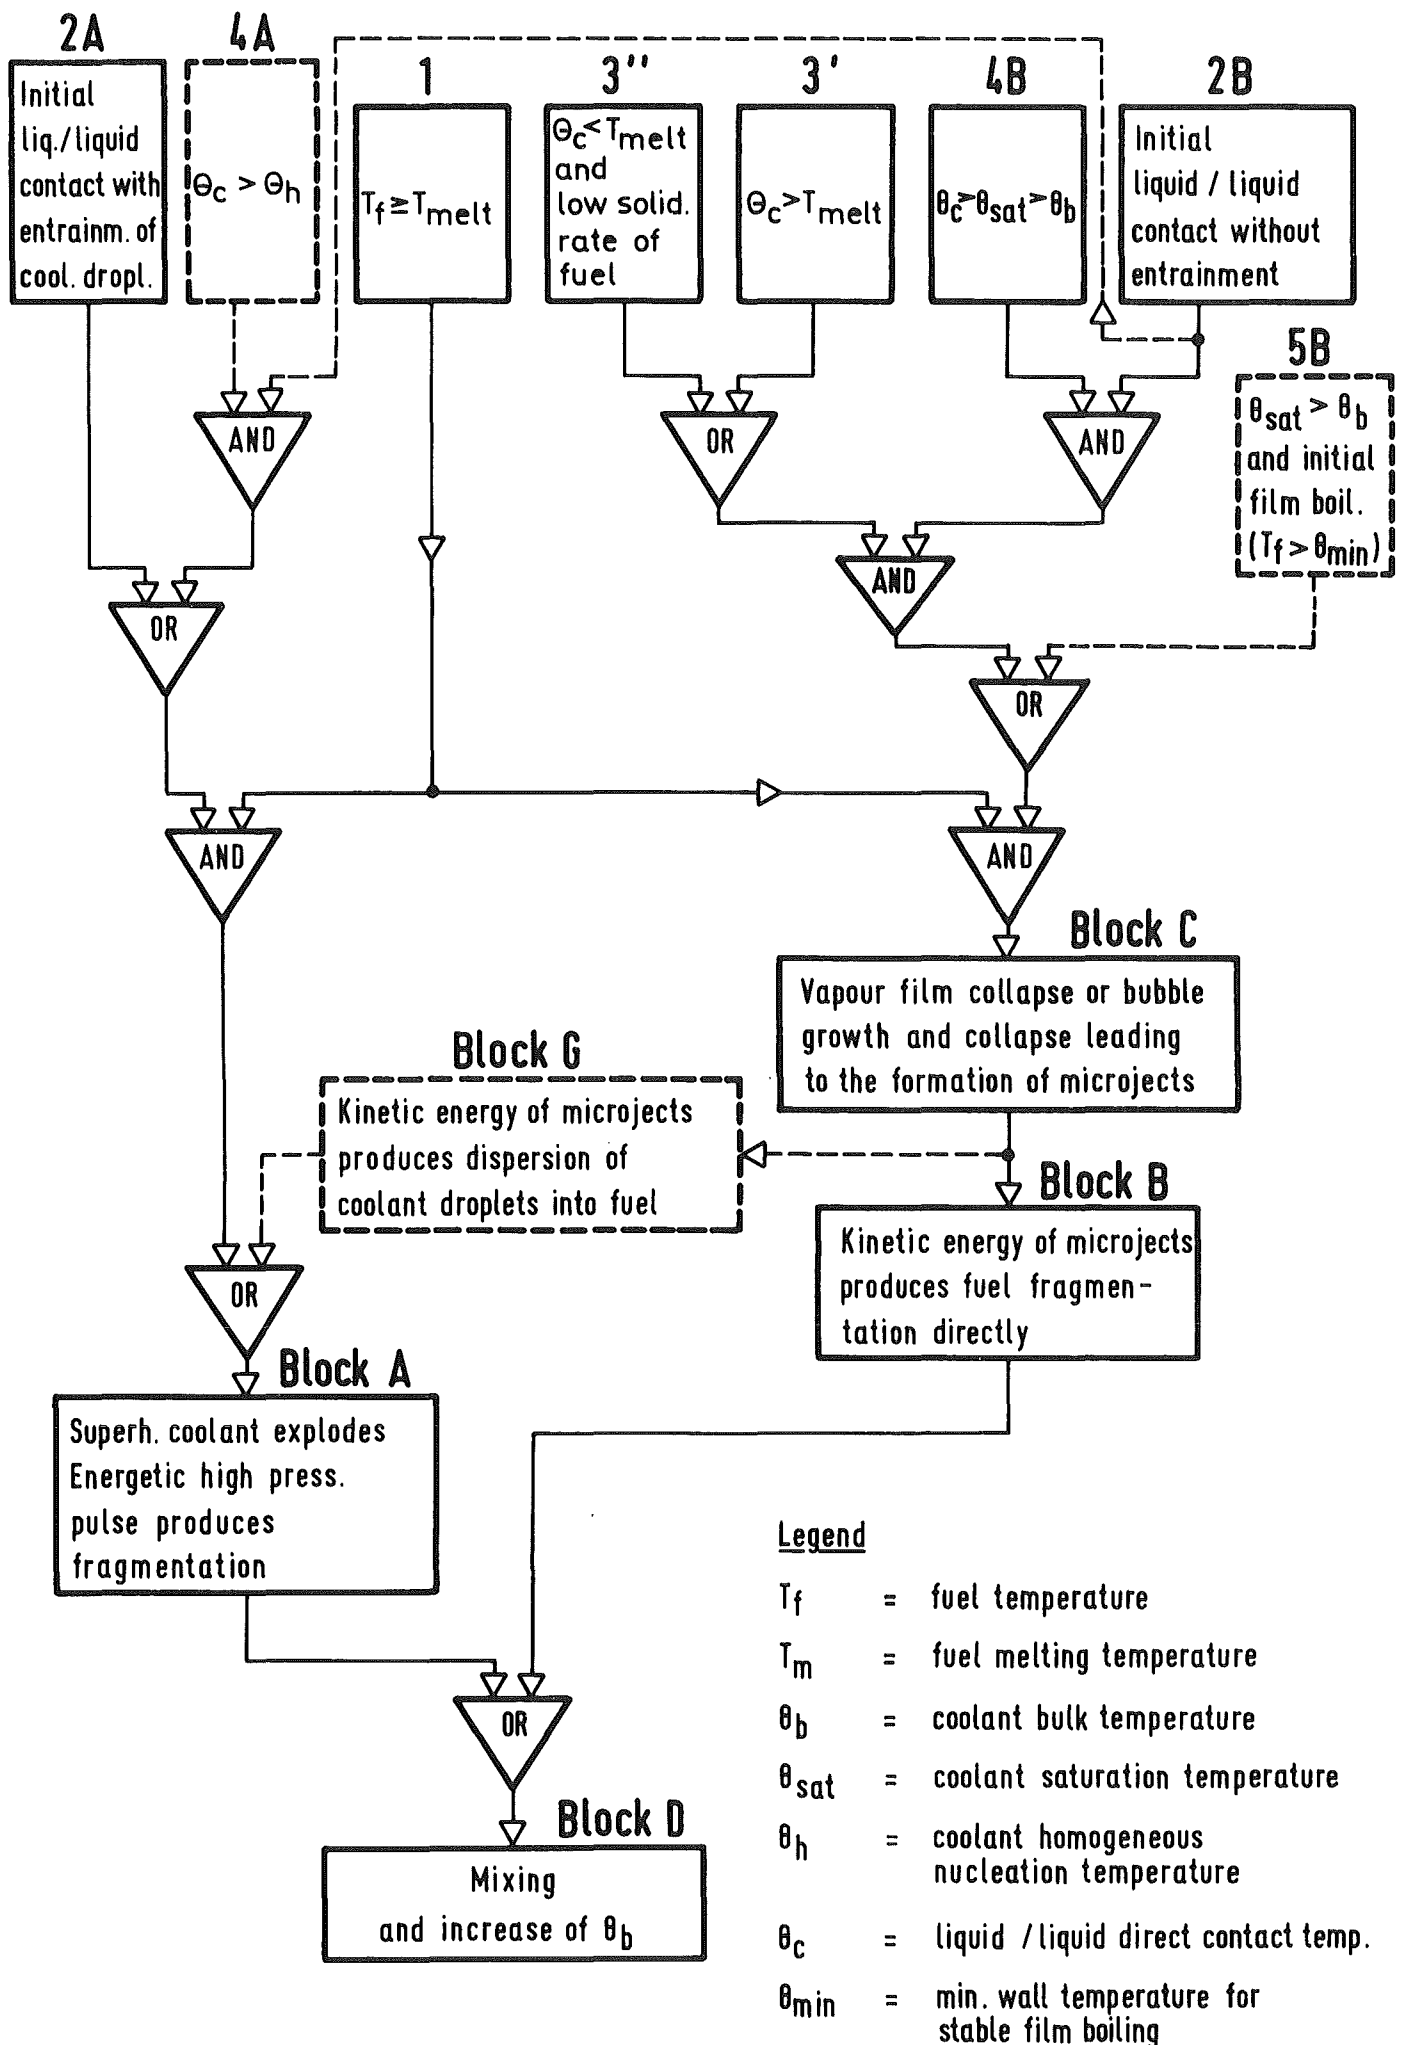 2A
4A
1
3''
3'
4B
2B
Initial
liq./liquid
contact with
entrainm. of
cool. dropl.
Θc > Θh
Tf ≥ Tmelt
Θc < Tmelt
and
low solid.
rate of
fuel
Θc > Tmelt
θc > θsat > θb
Initial
liquid / liquid
contact without
entrainment
5B
θsat > θb
and initial
film boil.
(Tf > θmin)
AND
OR
AND
AND
OR
OR
AND
AND
Block C
Vapour film collapse or bubble
growth and collapse leading
to the formation of microjects
Block G
Kinetic energy of microjects
produces dispersion of
coolant droplets into fuel
Block B
Kinetic energy of microjects
produces fuel fragmen-
tation directly
OR
Block A
Superh. coolant explodes
Energetic high press.
pulse produces
fragmentation
OR
Block D
Mixing
and increase of θb
Legend
Tf = fuel temperature
Tm = fuel melting temperature
θb = coolant bulk temperature
θsat = coolant saturation temperature
θh = coolant homogeneous
nucleation temperature
θc = liquid / liquid direct contact temp.
θmin = min. wall temperature for
stable film boiling